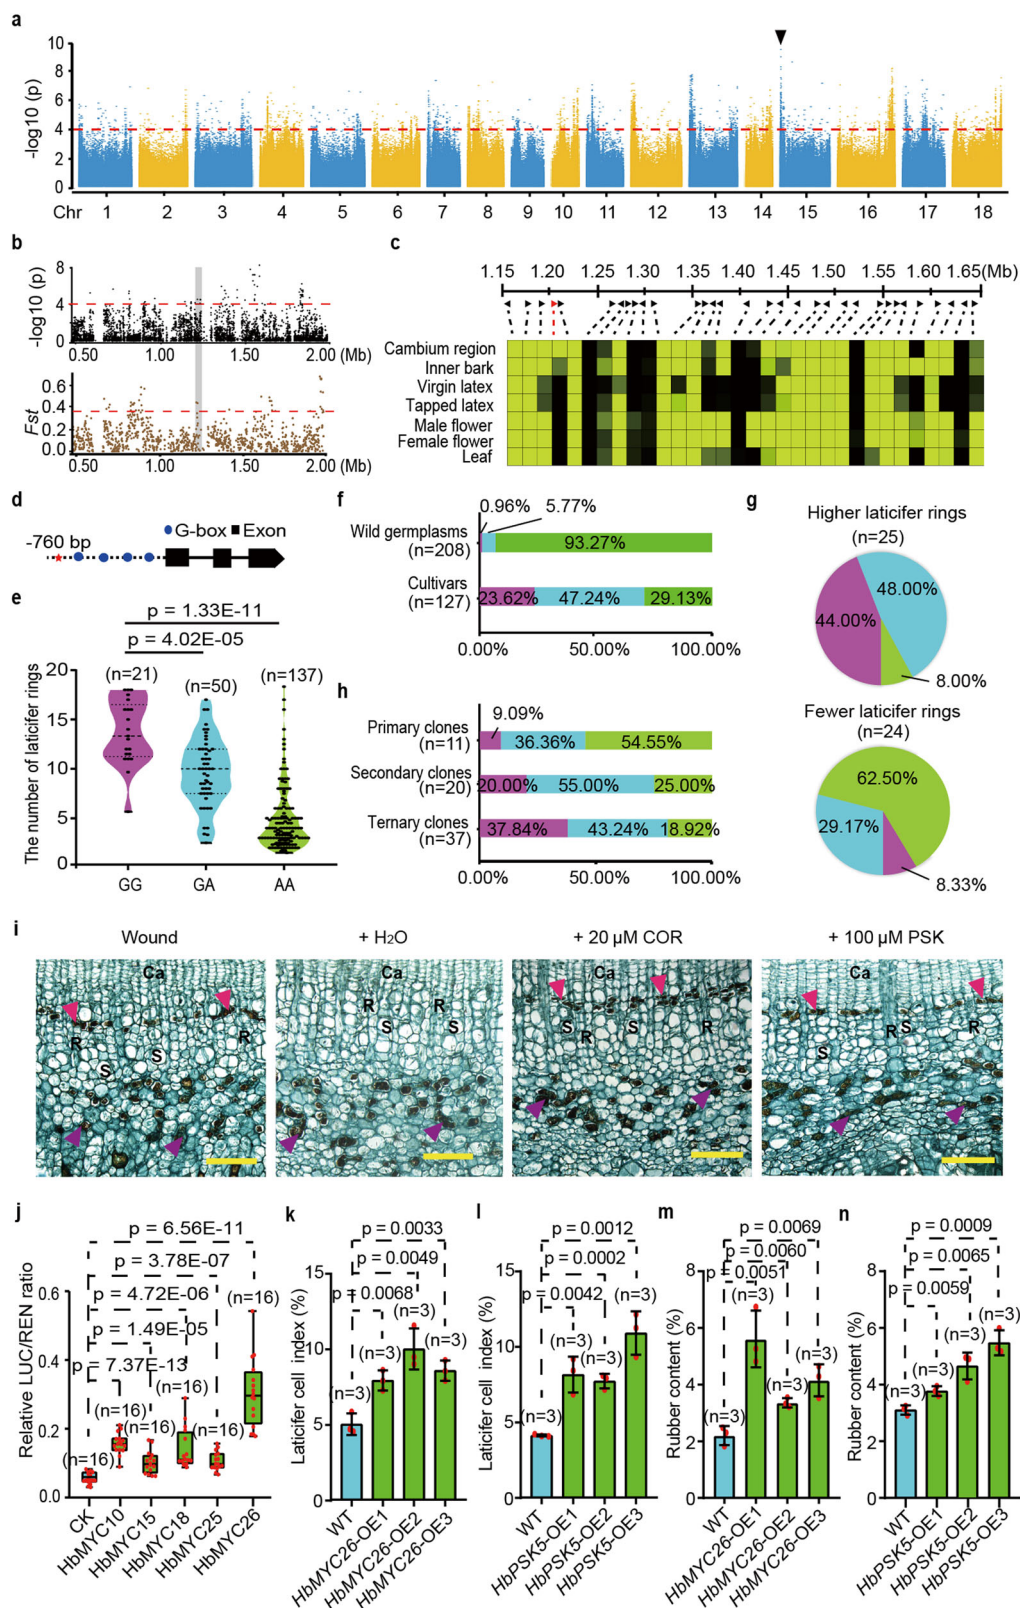 a
-log10 (p)
10
8
6
4
2
0
Chr 1 2 3 4 5 6 7 8 9 10 11 12 13 14 15 16 17 18
b
-log10 (p)
8
4
0
0.50 1.00 1.50 2.00 (Mb)
Fst
0.6
0.4
0.2
0.0
0.50 1.00 1.50 2.00
(Mb)
c
1.15 1.20 1.25 1.30 1.35 1.40 1.45 1.50 1.55 1.60 1.65(Mb)
Cambium region
Inner bark
Virgin latex
Tapped latex
Male flower
Female flower
Leaf
d
G-box Exon
-760 bp
e
p = 1.33E-11
p = 4.02E-05
The number of laticifer rings
20
15
10
5
0
(n=21) (n=50) (n=137)
GG GA AA
f
0.96% 5.77%
Wild germplasms
(n=208)
93.27%
Cultivars
(n=127)
23.62% 47.24% 29.13%
0.00% 50.00% 100.00%
g
Higher laticifer rings
(n=25)
48.00%
44.00%
8.00%
Fewer laticifer rings
(n=24)
62.50%
29.17%
8.33%
h
9.09%
Primary clones
(n=11)
36.36% 54.55%
Secondary clones
(n=20)
20.00% 55.00% 25.00%
Ternary clones
(n=37)
37.84% 43.24% 18.92%
0.00% 50.00% 100.00%
i
Wound
+ H2O
+ 20 µM COR
+ 100 µM PSK
Ca
R
S
S
R
Ca
R
S
R
S
Ca
S
R
S
R
Ca
R
S
j
Relative LUC/REN ratio
p = 6.56E-11
p = 3.78E-07
p = 4.72E-06
p = 1.49E-05
p = 7.37E-13
0.8
0.6
0.4
0.2
0.0
(n=16) (n=16) (n=16) (n=16) (n=16) (n=16)
CK
HbMYC10
HbMYC15
HbMYC18
HbMYC25
HbMYC26
k
Laticifer cell index (%)
p = 0.0033
p = 0.0049
p = 0.0068
15
10
5
0
(n=3) (n=3) (n=3) (n=3)
WT
HbMYC26-OE1
HbMYC26-OE2
HbMYC26-OE3
l
Laticifer cell index (%)
p = 0.0012
p = 0.0002
p = 0.0042
15
10
5
0
(n=3) (n=3) (n=3) (n=3)
WT
HbPSK5-OE1
HbPSK5-OE2
HbPSK5-OE3
m
Rubber content (%)
p = 0.0069
p = 0.0060
p = 0.0051
8
6
4
2
0
(n=3) (n=3) (n=3) (n=3)
WT
HbMYC26-OE1
HbMYC26-OE2
HbMYC26-OE3
n
Rubber content (%)
p = 0.0009
p = 0.0065
p = 0.0059
8
6
4
2
0
(n=3) (n=3) (n=3) (n=3)
WT
HbPSK5-OE1
HbPSK5-OE2
HbPSK5-OE3